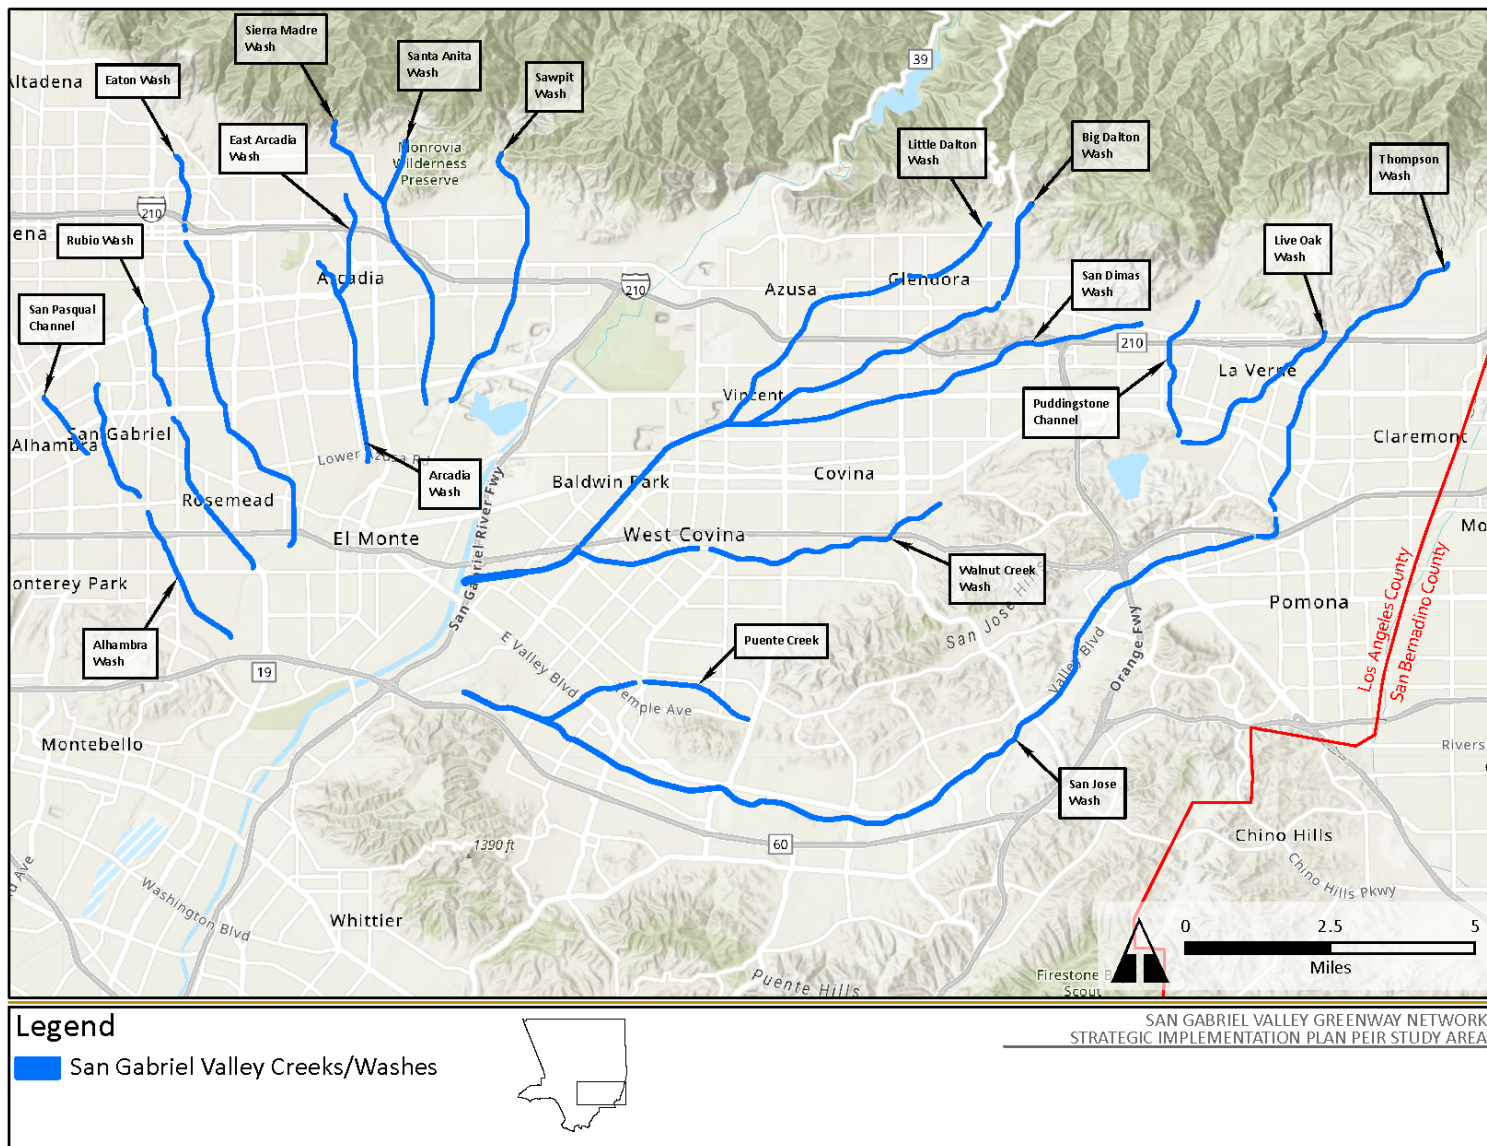 Sierra Madre
Wash
Santa Anita
Wash
Sawpit
Wash
Eaton Wash
East Arcadia
Wash
Rubio Wash
San Pasqual
Channel
Little Dalton
Wash
Big Dalton
Wash
Thompson
Wash
Live Oak
Wash
San Dimas
Wash
Puddingstone
Channel
Arcadia
Wash
Walnut Creek
Wash
Alhambra
Wash
Puente Creek
San Jose
Wash
Altadena
Monrovia
Wilderness
Preserve
39
210
ena
Arcadia
210
Azusa
Glendora
210
La Verne
Vincent
Claremont
San Gabriel
Alhambra
Lower Azusa Rd
Baldwin Park
Covina
Rosemead
El Monte
San Gabriel River Fwy
West Covina
Mo
onterey Park
San Jose Hills
Pomona
Los Angeles County
San Bernadino County
E Valley Blvd
Temple Ave
Valley Blvd
Orange Fwy
19
Montebello
Rivers
60
1390 ft
Chino Hills
Chino Hills Pkwy
d Ave
Washington Blvd
Whittier
Puente Hills
Firestone B
Scou
0 2.5 5
Miles
Legend
San Gabriel Valley Creeks/Washes
SAN GABRIEL VALLEY GREENWAY NETWORK
STRATEGIC IMPLEMENTATION PLAN PEIR STUDY AREA